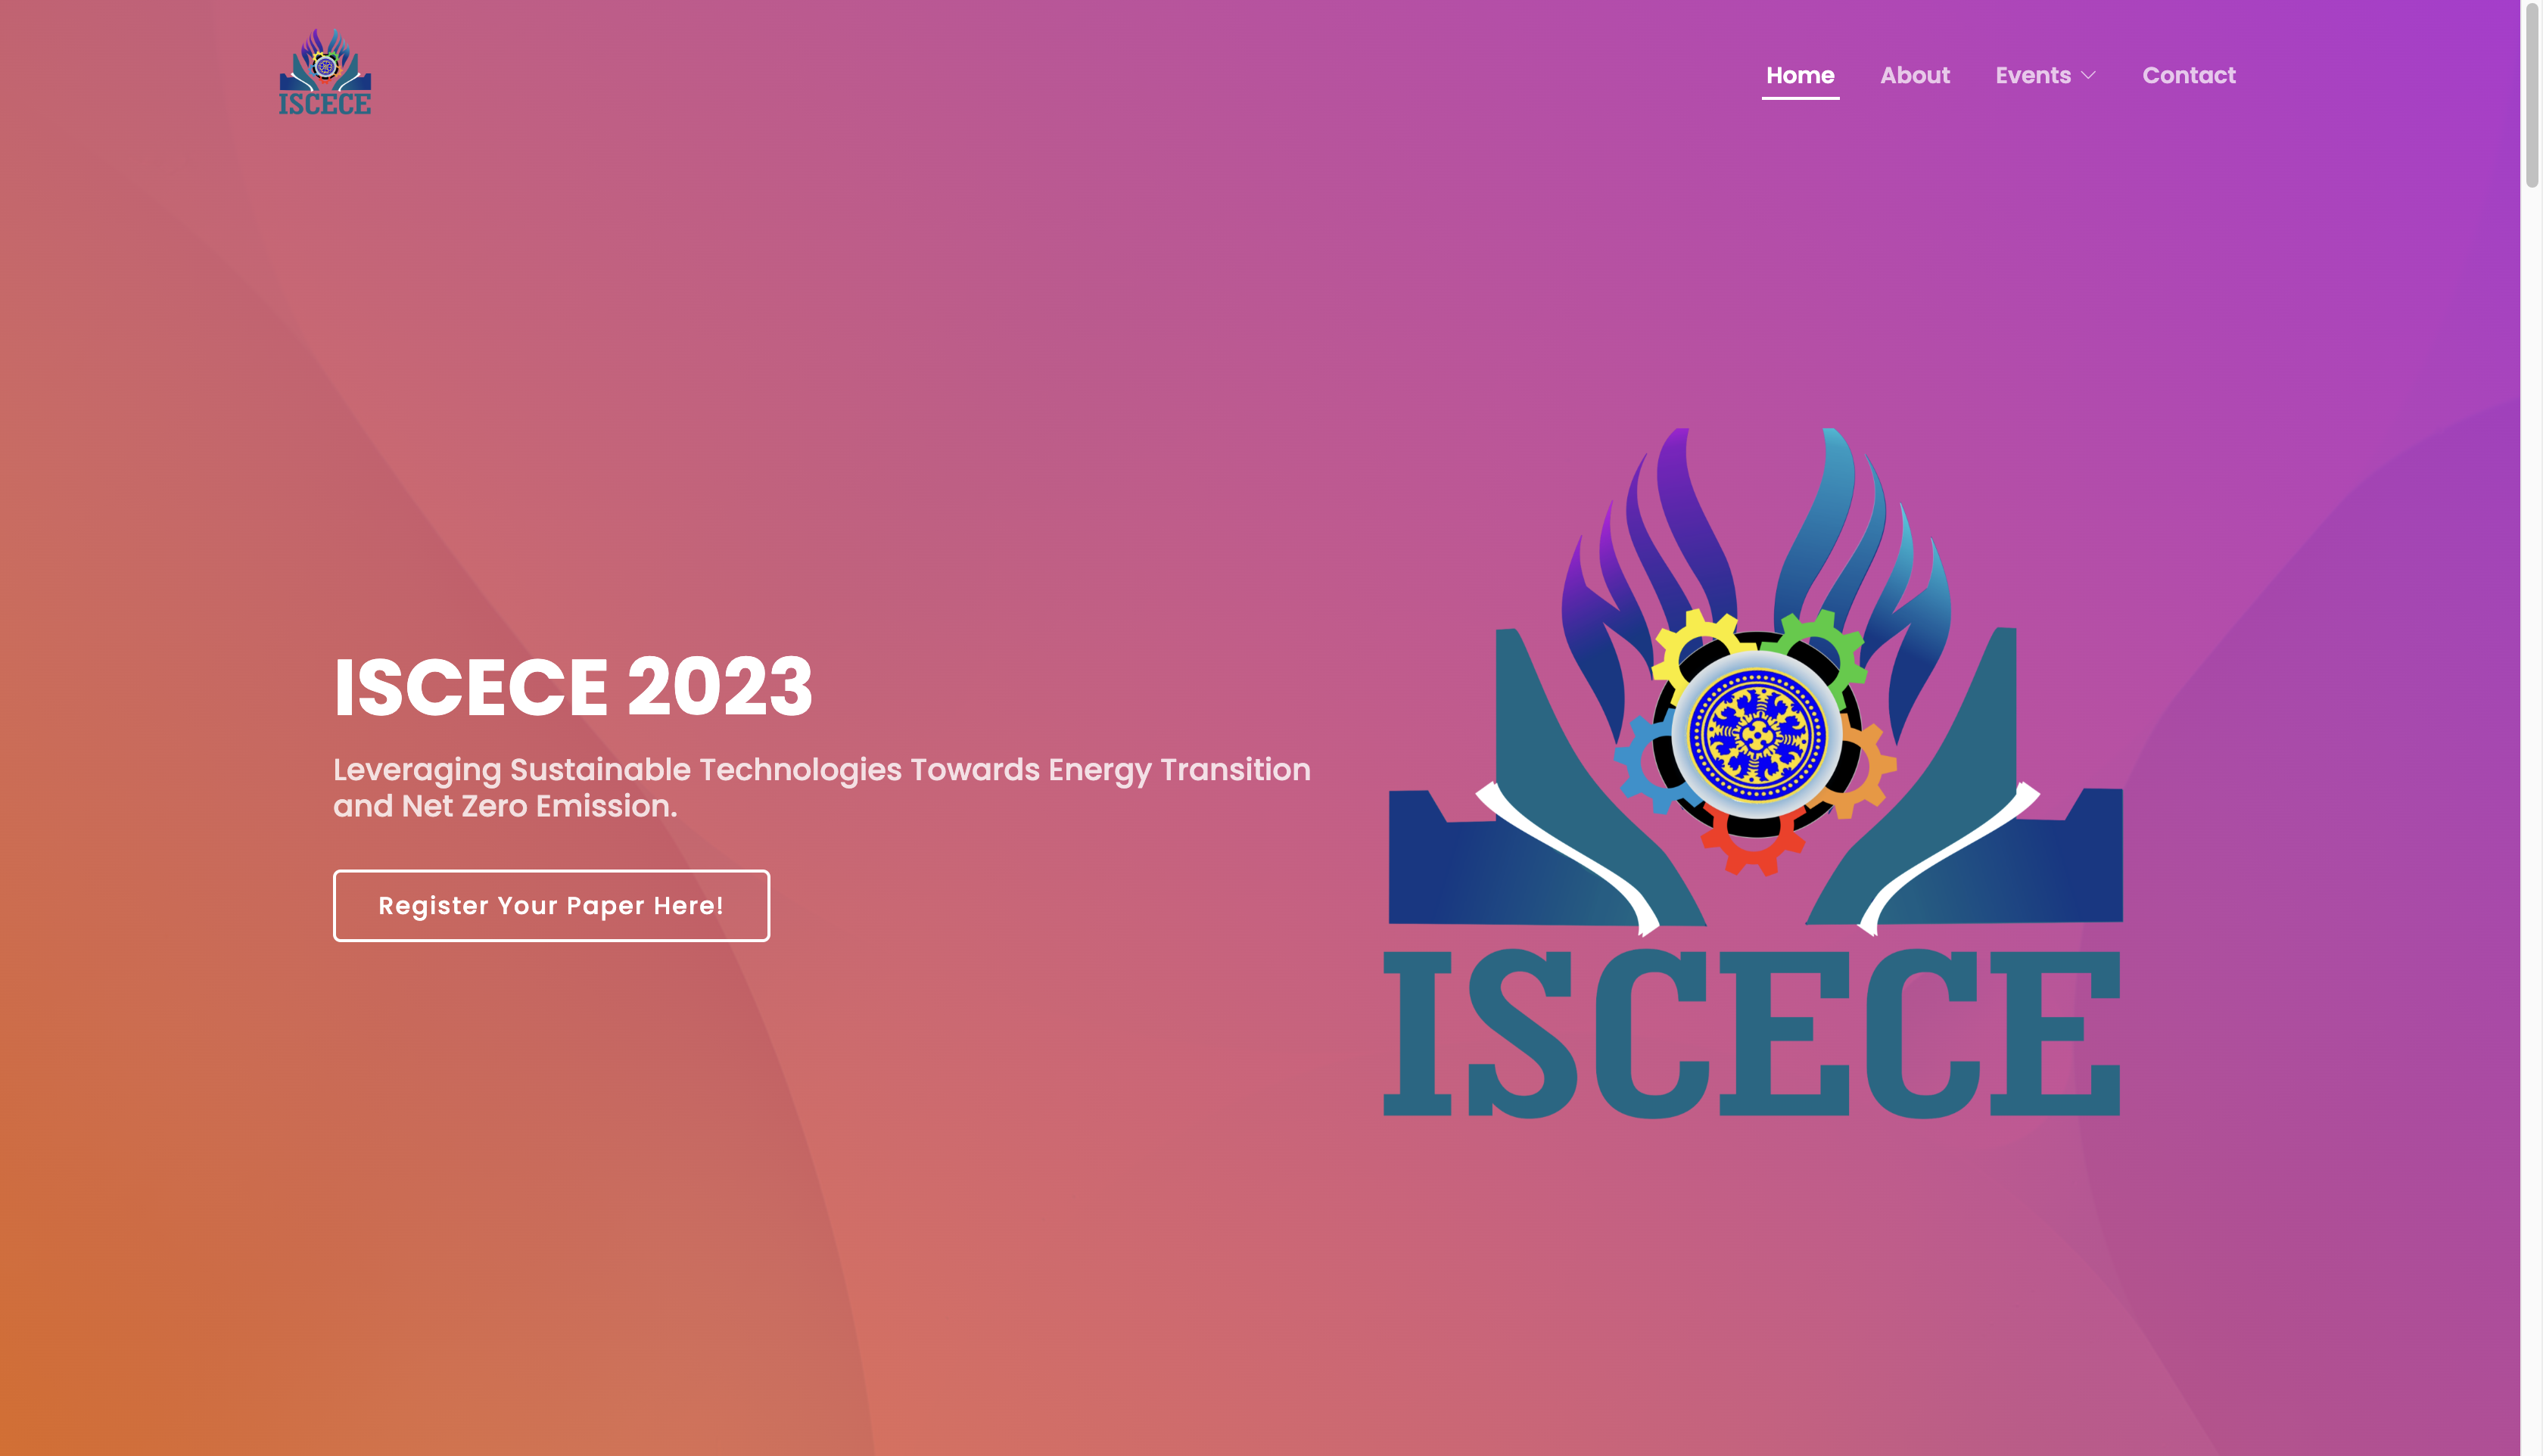 ISCECE
Home About Events Contact
ISCECE 2023
Leveraging Sustainable Technologies Towards Energy Transition
and Net Zero Emission.
Register Your Paper Here!
ISCECE